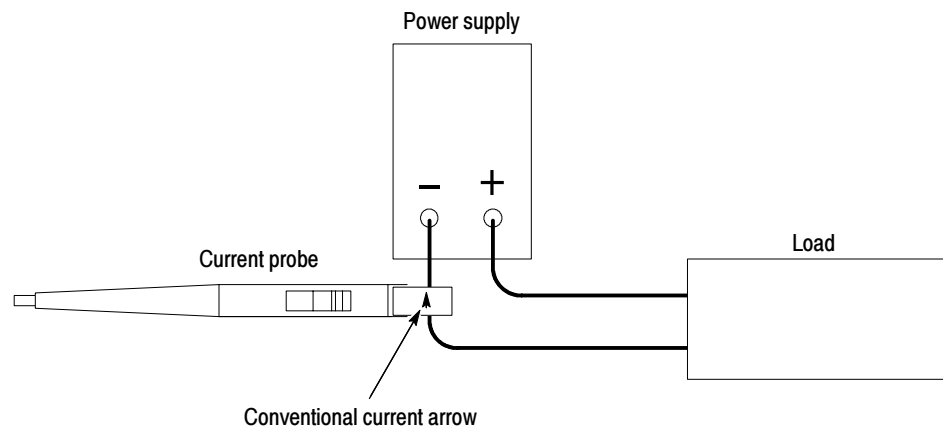 Power supply
− +
Current probe
Load
Conventional current arrow